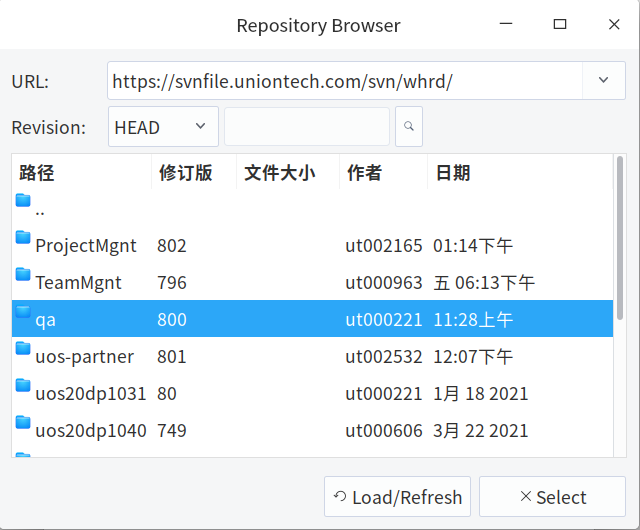 Repository Browser
URL: https://svnfile.uniontech.com/svn/whrd/
Revision: HEAD
路径 修订版 文件大小 作者 日期
..
ProjectMgnt 802 ut002165 01:14下午
TeamMgnt 796 ut000963 五 06:13下午
qa 800 ut000221 11:28上午
uos-partner 801 ut002532 12:07下午
uos20dp1031 80 ut000221 1月 18 2021
uos20dp1040 749 ut000606 3月 22 2021
Load/Refresh Select